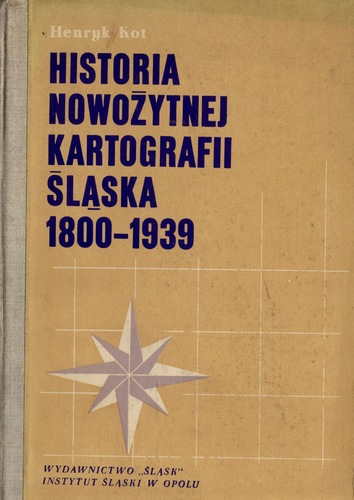 Henryk Kot
HISTORIA
NOWOŻYTNEJ
KARTOGRAFII
ŚLĄSKA
1800-1939
WYDAWNICTWO „ŚLĄSK"
INSTYTUT ŚLĄSKI W OPOLU